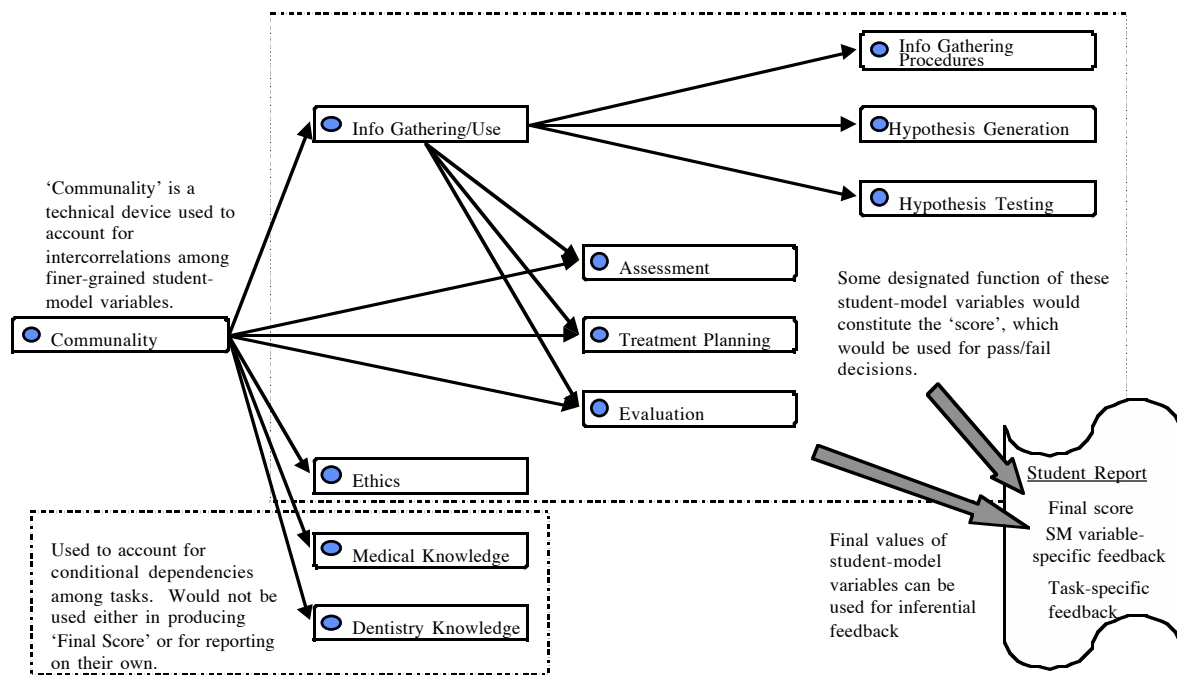 Info Gathering
Procedures
Info Gathering/Use
Hypothesis Generation
Hypothesis Testing
‘Communality’ is a
technical device used to
account for
intercorrelations among
finer-grained student-
model variables.
Communality
Assessment
Treatment Planning
Evaluation
Some designated function of these
student-model variables would
constitute the ‘score’, which
would be used for pass/fail
decisions.
Ethics
Medical Knowledge
Dentistry Knowledge
Used to account for
conditional dependencies
among tasks. Would not be
used either in producing
‘Final Score’ or for reporting
on their own.
Final values of
student-model
variables can be
used for inferential
feedback
Student Report
Final score
SM variable-
specific feedback
Task-specific
feedback